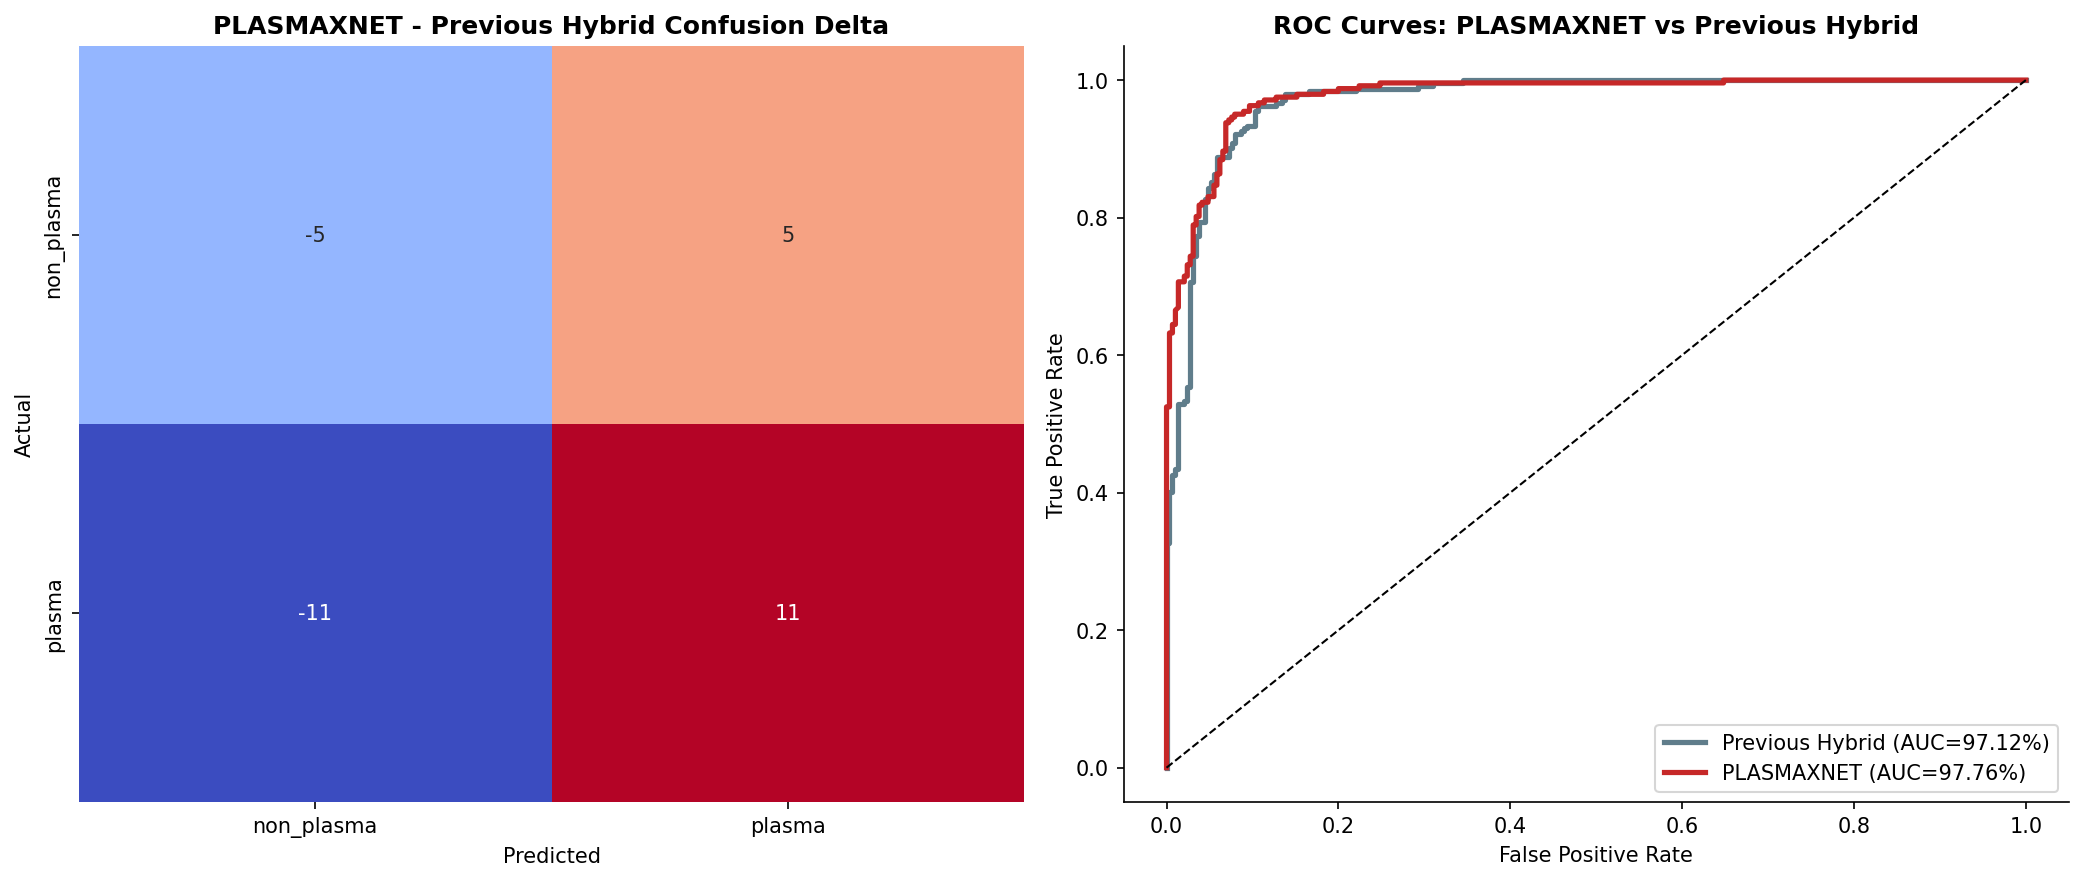 PLASMAXNET - Previous Hybrid Confusion Delta
non_plasma
plasma
Actual
-5
5
-11
11
non_plasma
plasma
Predicted
ROC Curves: PLASMAXNET vs Previous Hybrid
True Positive Rate
1.0
0.8
0.6
0.4
0.2
0.0
Previous Hybrid (AUC=97.12%)
PLASMAXNET (AUC=97.76%)
0.0
0.2
0.4
0.6
0.8
1.0
False Positive Rate